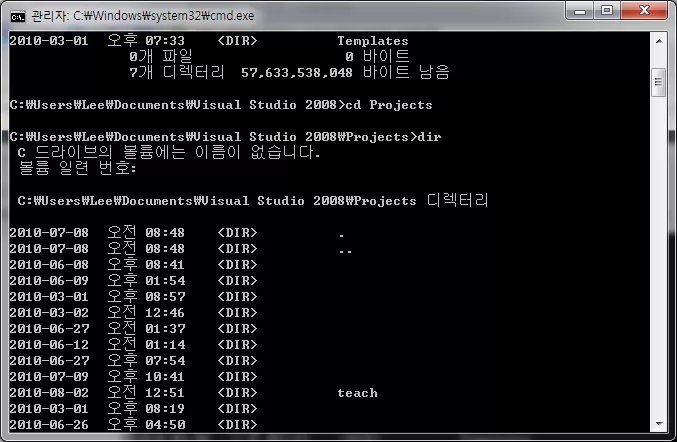 관리자: C:₩Windows₩system32₩cmd.exe
2010-03-01  오후 07:33    <DIR>          Templates
               0개 파일                   0 바이트
               7개 디렉터리  57,633,538,048 바이트 남음
C:₩Users₩Lee₩Documents₩Visual Studio 2008>cd Projects
C:₩Users₩Lee₩Documents₩Visual Studio 2008₩Projects>dir
 C 드라이브의 볼륨에는 이름이 없습니다.
 볼륨 일련 번호:
 C:₩Users₩Lee₩Documents₩Visual Studio 2008₩Projects 디렉터리
2010-07-08  오전 08:48    <DIR>          .
2010-07-08  오전 08:48    <DIR>          ..
2010-06-08  오후 08:41    <DIR>
2010-06-09  오후 01:54    <DIR>
2010-03-01  오후 08:57    <DIR>
2010-03-02  오전 12:46    <DIR>
2010-06-27  오전 01:37    <DIR>
2010-06-12  오전 01:14    <DIR>
2010-06-27  오후 07:54    <DIR>
2010-07-09  오후 10:41    <DIR>
2010-08-02  오전 12:51    <DIR>          teach
2010-03-01  오후 08:19    <DIR>
2010-06-26  오후 04:50    <DIR>